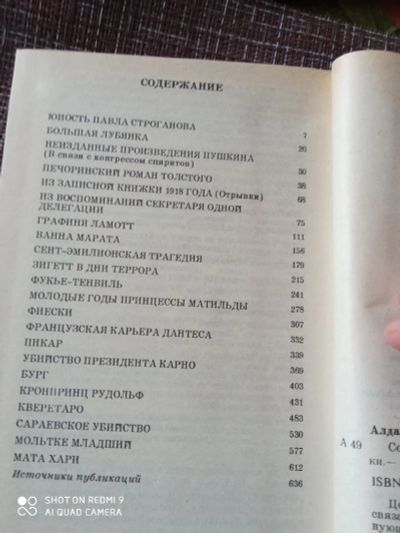 СОДЕРЖАНИЕ
ЮНОСТЬ ПАВЛА СТРОГАНОВА 7
БОЛЬШАЯ ЛУБЯНКА 20
НЕИЗДАННЫЕ ПРОИЗВЕДЕНИЯ ПУШКИНА
(В связи с конгрессом спиритов) 30
ПЕЧОРИНСКИЙ РОМАН ТОЛСТОГО 38
ИЗ ЗАПИСНОЙ КНИЖКИ 1918 ГОДА (Отрывки) 68
ИЗ ВОСПОМИНАНИЙ СЕКРЕТАРЯ ОДНОЙ
ДЕЛЕГАЦИИ 75
ГРАФИНЯ ЛАМОТТ 111
ВАННА МАРАТА 156
СЕНТ-ЭМИЛИОНСКАЯ ТРАГЕДИЯ 179
ЗИГЕТТ В ДНИ ТЕРРОРА 215
ФУКЬЕ-ТЕНВИЛЬ 241
МОЛОДЫЕ ГОДЫ ПРИНЦЕССЫ МАТИЛЬДЫ 278
ФИЕСКИ 307
ФРАНЦУЗСКАЯ КАРЬЕРА ДАНТЕСА 332
ПИКАР 339
УБИЙСТВО ПРЕЗИДЕНТА КАРНО 369
БУРГ 403
КРОНПРИНЦ РУДОЛЬФ 431
КВЕРЕТАРО 483
САРАЕВСКОЕ УБИЙСТВО 530
МОЛЬТКЕ МЛАДШИЙ 577
МАТА ХАРИ 612
Источники публикаций 636
Алда
А 49 Со
ки.—
ISBN
Це
связа
нующ
SHOT ON REDMI 9
AI QUAD CAMERA